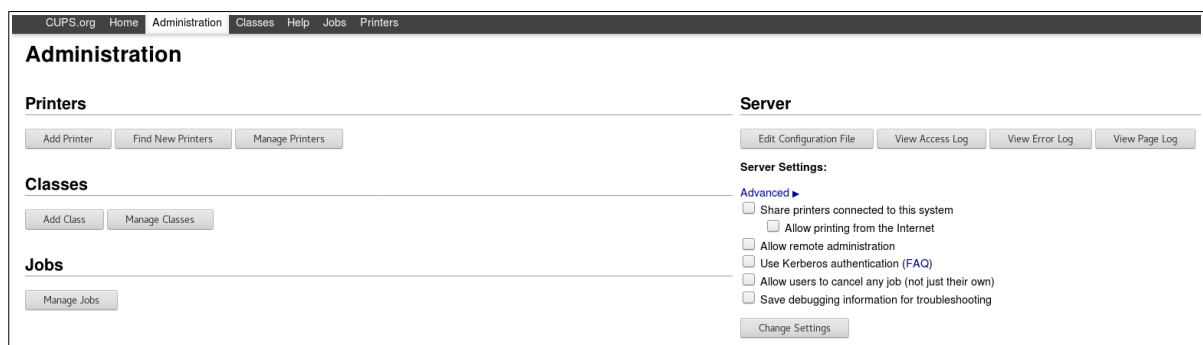 CUPS.org Home Administration Classes Help Jobs Printers
Administration
Printers
Add Printer Find New Printers Manage Printers
Classes
Add Class Manage Classes
Jobs
Manage Jobs
Server
Edit Configuration File View Access Log View Error Log View Page Log
Server Settings:
Advanced ▶
Share printers connected to this system
Allow printing from the Internet
Allow remote administration
Use Kerberos authentication (FAQ)
Allow users to cancel any job (not just their own)
Save debugging information for troubleshooting
Change Settings